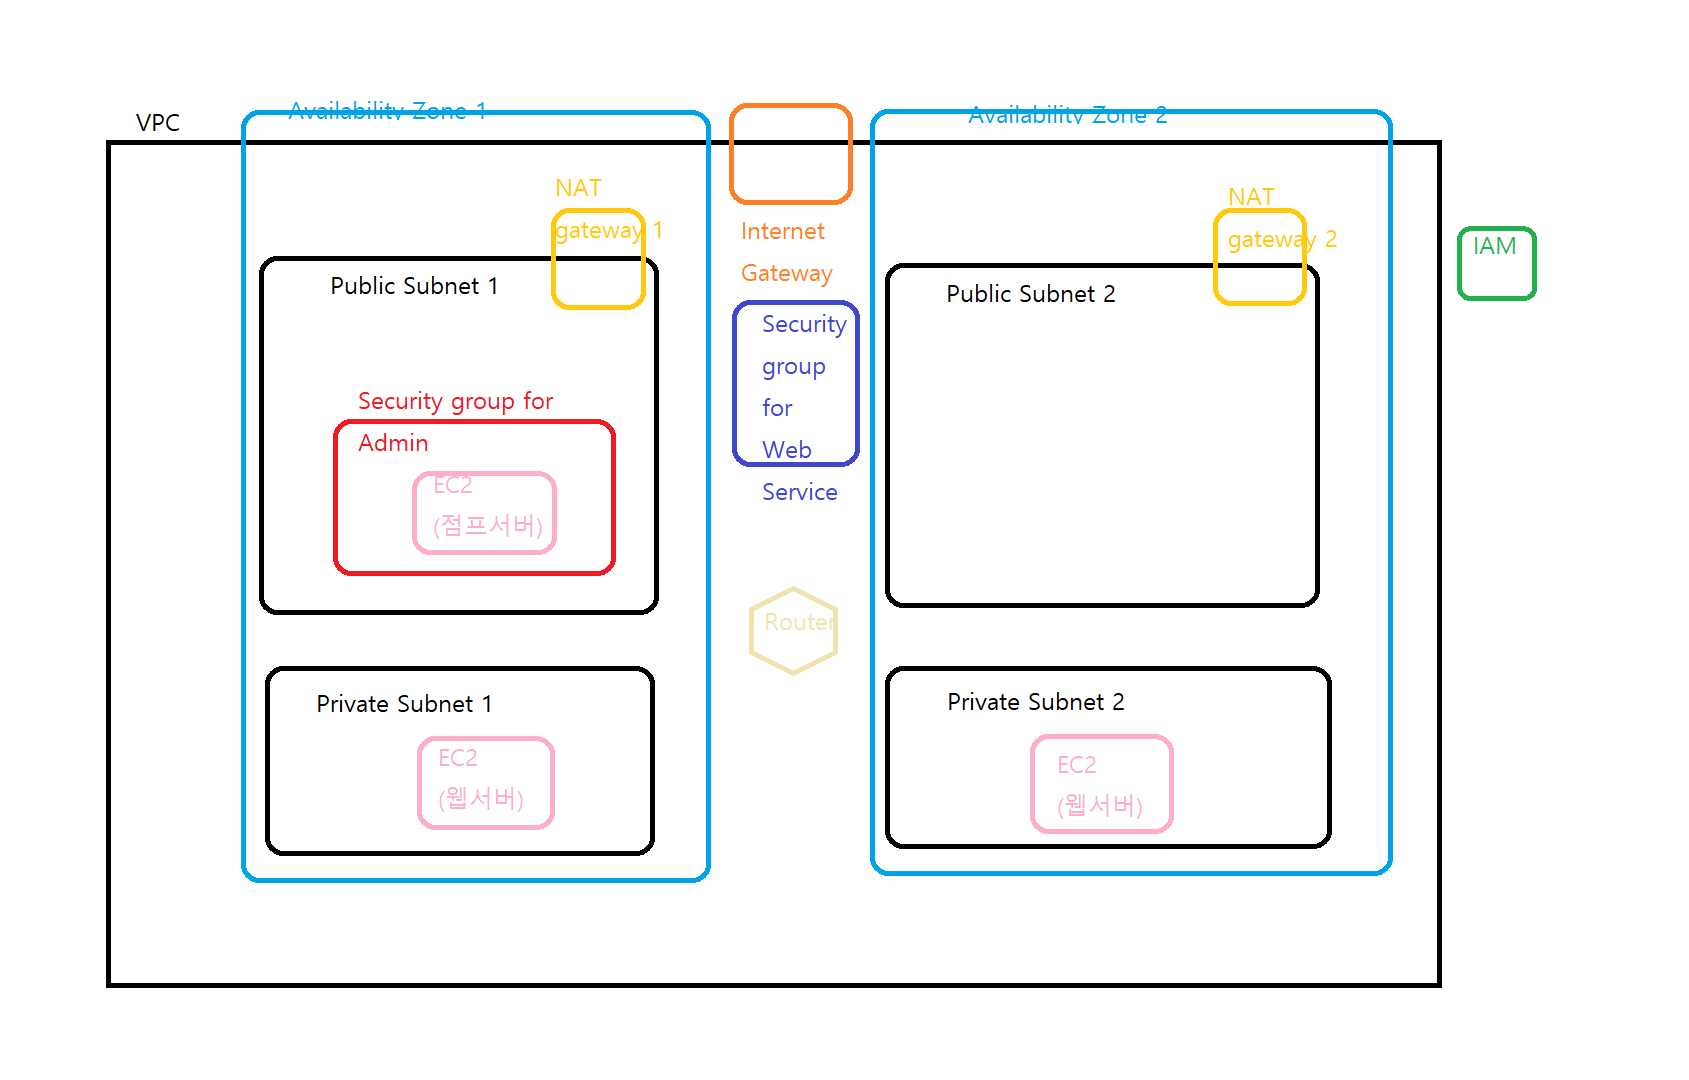 VPC
Availability Zone 1
Availability Zone 2
NAT
gateway 1
Internet
Gateway
NAT
gateway 2
IAM
Public Subnet 1
Public Subnet 2
Security
group
for
Web
Service
Security group for
Admin
EC2
(점프서버)
Router
Private Subnet 1
Private Subnet 2
EC2
(웹서버)
EC2
(웹서버)